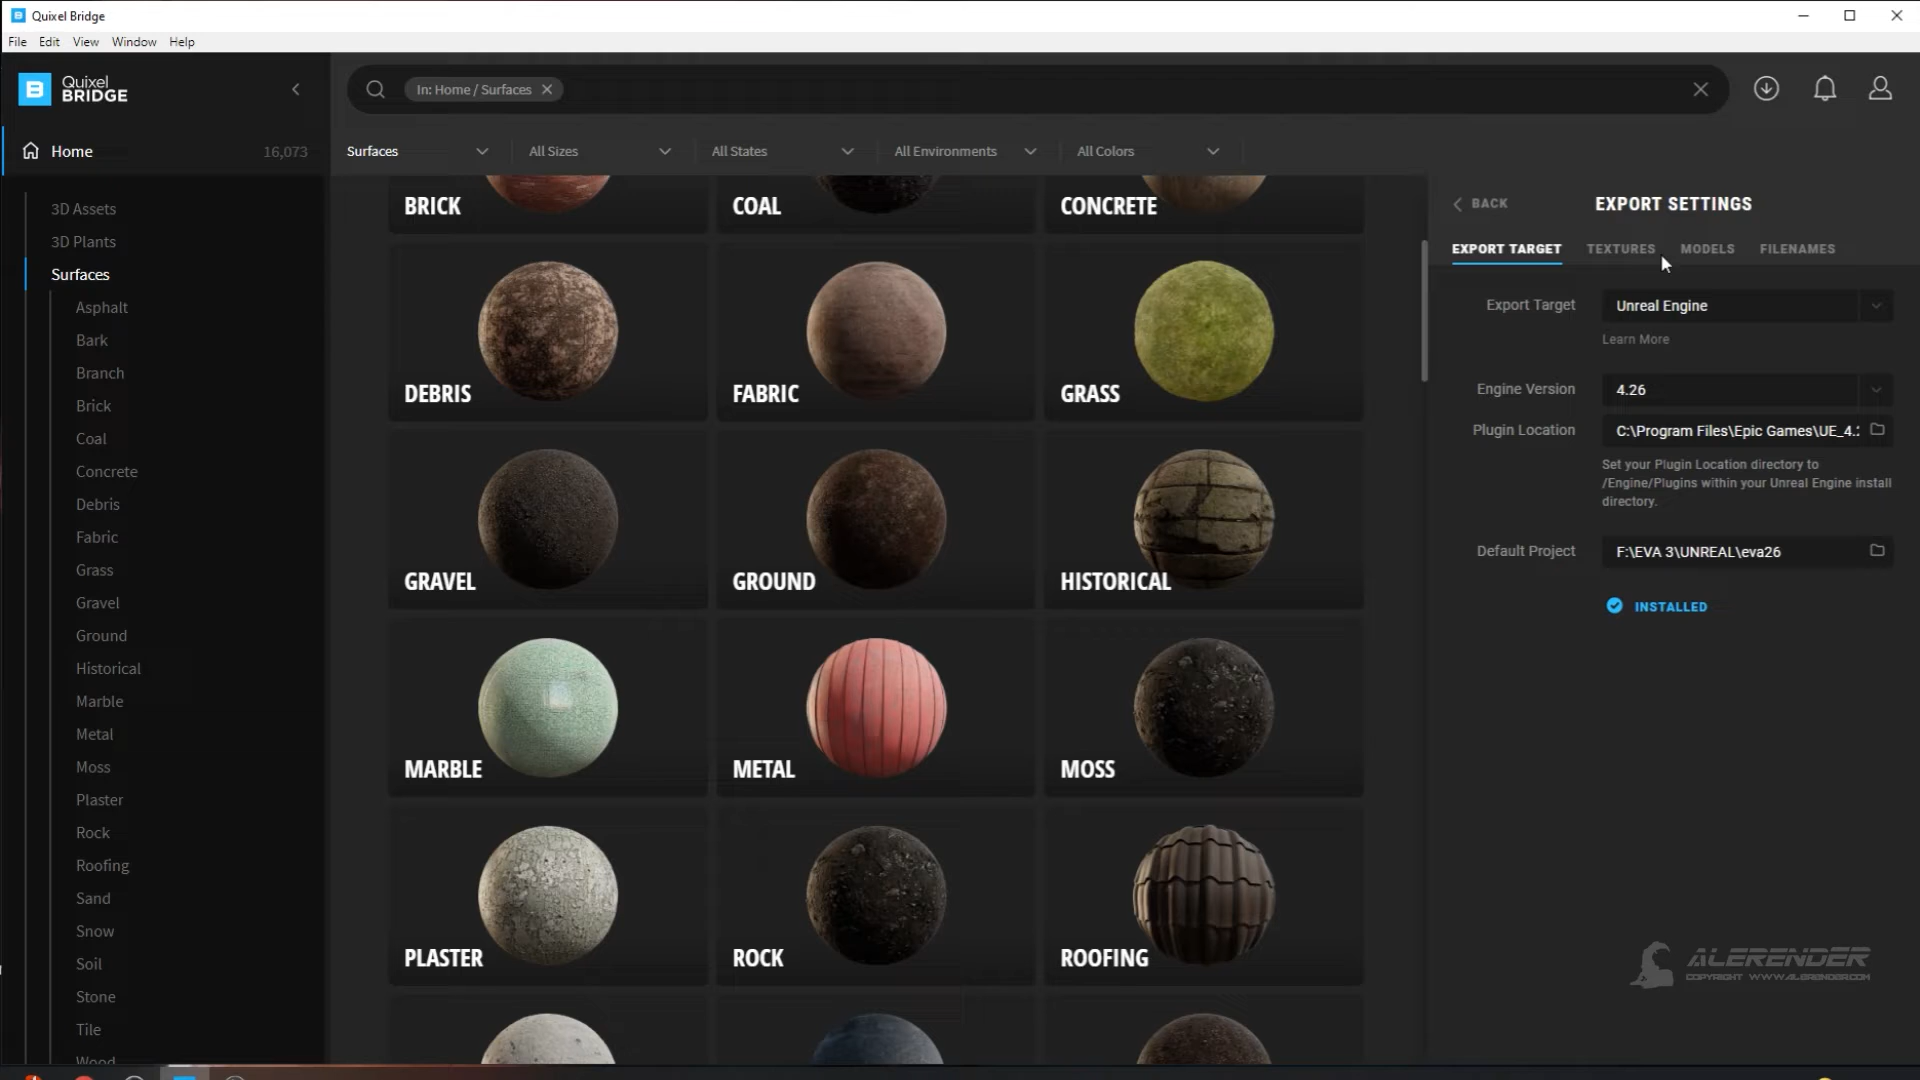 Quixel Bridge
File Edit View Window Help
Quixel
BRIDGE
In: Home / Surfaces
Home 16,073
Surfaces All Sizes All States All Environments All Colors
3D Assets
3D Plants
Surfaces
Asphalt
Bark
Branch
Brick
Coal
Concrete
Debris
Fabric
Grass
Gravel
Ground
Historical
Marble
Metal
Moss
Plaster
Rock
Roofing
Sand
Snow
Soil
Stone
Tile
Wood
BRICK COAL CONCRETE
DEBRIS FABRIC GRASS
GRAVEL GROUND HISTORICAL
MARBLE METAL MOSS
PLASTER ROCK ROOFING
BACK EXPORT SETTINGS
EXPORT TARGET TEXTURES MODELS FILENAMES
Export Target Unreal Engine
Learn More
Engine Version 4.26
Plugin Location C:\Program Files\Epic Games\UE_4.
Set your Plugin Location directory to
/Engine/Plugins within your Unreal Engine install
directory.
Default Project F:\EVA 3\UNREAL\eva26
INSTALLED
ALERENDER
COPYRIGHT WWW.ALERENDER.COM